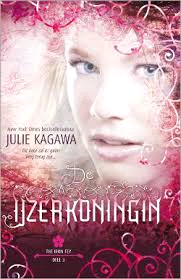 New York Times bestsellerauteur
JULIE KAGAWA
De
IJZERKONINGIN
THE IRON FEY
DEEL 3